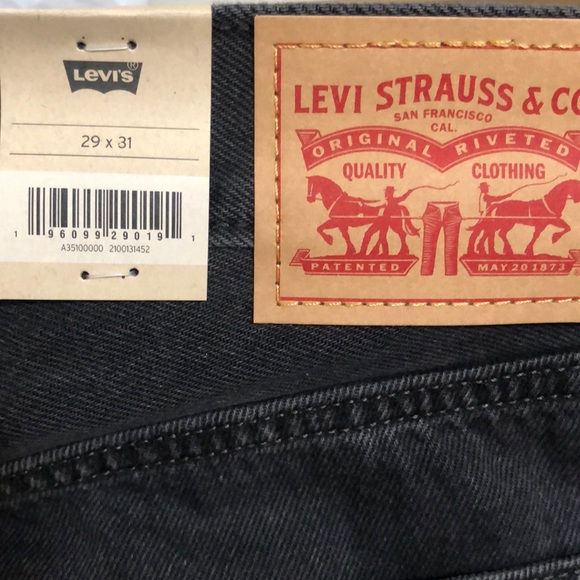 LEVI'S®
29 x 31
1 96099 29019 1
A35100000 2100131452
LEVI STRAUSS & CO
SAN FRANCISCO
CAL.
ORIGINAL RIVETED
QUALITY CLOTHING
PATENTED MAY 20 1873